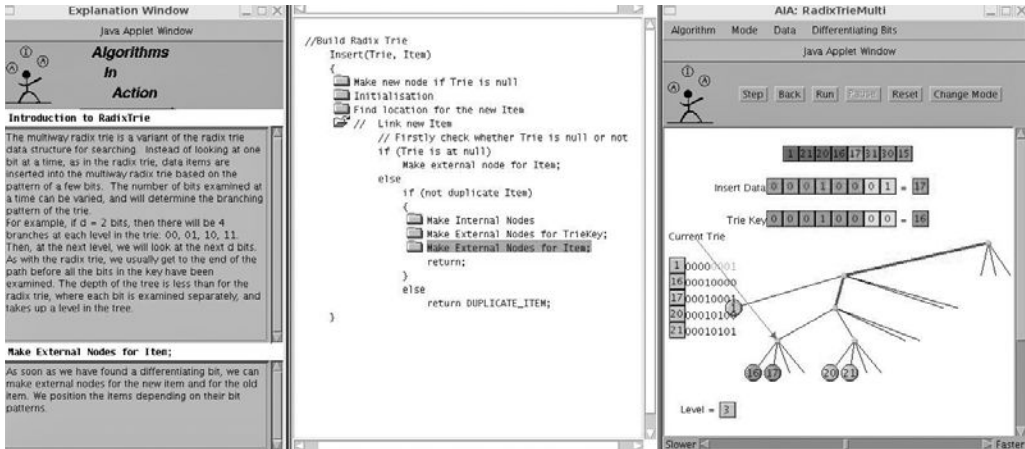 Explanation Window
Java Applet Window
Algorithms
In
Action
Introduction to RadixTrie
The multiway radix trie is a variant of the radix trie
data structure for searching. Instead of looking at one
bit at a time, as in the radix trie, data items are
inserted into the multiway radix trie based on the
pattern of a few bits. The number of bits examined at
a time can be varied, and will determine the branching
pattern of the trie.
For example, if d = 2 bits, then there will be 4
branches at each level in the trie: 00, 01, 10, 11.
Then, at the next level, we will look at the next d bits.
As with the radix trie, we usually get to the end of the
path before all the bits in the key have been
examined. The depth of the tree is less than for the
radix trie, where each bit is examined separately, and
takes up a level in the tree.
Make External Nodes for Item;
As soon as we have found a differentiating bit, we can
make external nodes for the new item and for the old
item. We position the items depending on their bit
patterns.
//Build Radix Trie
Insert(Trie, Item)
{
Make new node if Trie is null
Initialisation
Find location for the new Item
// Link new Item
// Firstly check whether Trie is null or not
if (Trie is at null)
Make external node for Item;
else
if (not duplicate Item)
{
Make Internal Nodes
Make External Nodes for TrieKey;
Make External Nodes for Item;
return;
}
else
return DUPLICATE_ITEM;
}
AIA: RadixTrieMulti
Algorithm Mode Data Differentiating Bits
Java Applet Window
Step Back Run Pause Reset Change Mode
1 21 20 16 17 31 30 15
Insert Data 0 0 0 1 0 0 0 1 = 17
Trie Key 0 0 0 1 0 0 0 0 = 16
Current Trie
1 00000001
16 00010000
17 00010001
1
20 00010100
21 00010101
16 17 20 21
Level = 3
Slower Faster